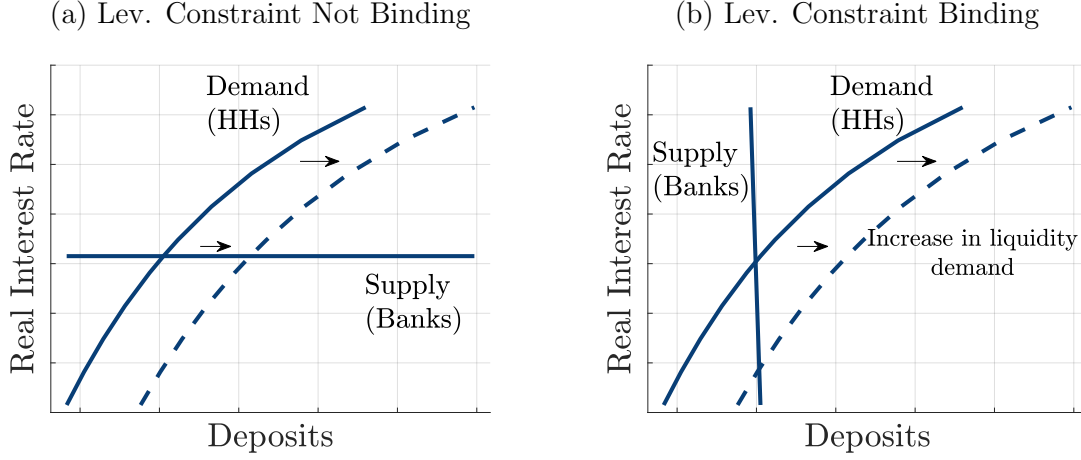 (a) Lev. Constraint Not Binding
Demand
(HHs)
Supply
(Banks)
Real Interest Rate
Deposits
(b) Lev. Constraint Binding
Demand
(HHs)
Supply
(Banks)
Increase in liquidity
demand
Real Interest Rate
Deposits